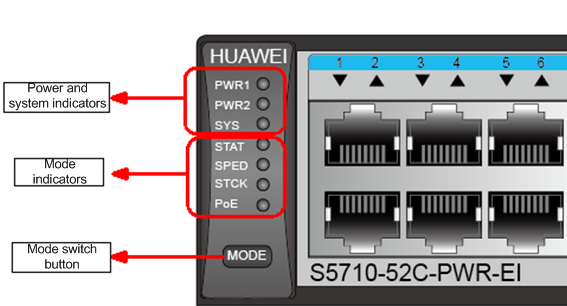 HUAWEI
Power and
system indicators
PWR1
PWR2
SYS
Mode
indicators
STAT
SPED
STCK
PoE
Mode switch
button
MODE
1 2 3 4 5 6
S5710-52C-PWR-EI